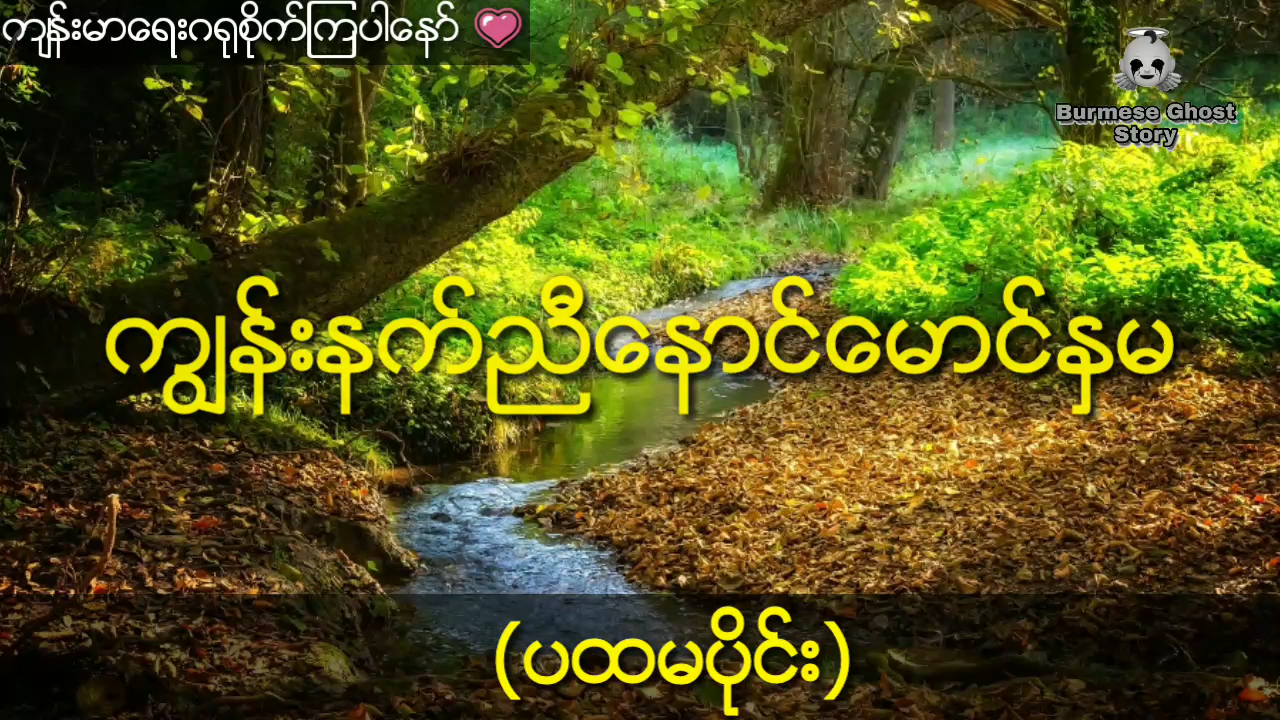 ကျန်းမာရေးဂရုစိုက်ကြပါနော် 💗
Burmese Ghost
Story
ကျွန်းနက်ညီနောင်မောင်နှမ
(ပထမပိုင်း)